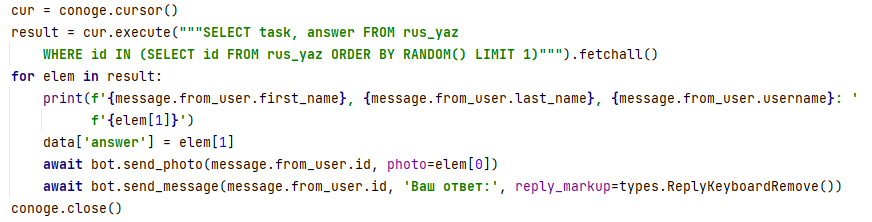 cur = conoge.cursor()
result = cur.execute("""SELECT task, answer FROM rus_yaz
    WHERE id IN (SELECT id FROM rus_yaz ORDER BY RANDOM() LIMIT 1)""").fetchall()
for elem in result:
    print(f'{message.from_user.first_name}, {message.from_user.last_name}, {message.from_user.username}: '
          f'{elem[1]}')
    data['answer'] = elem[1]
    await bot.send_photo(message.from_user.id, photo=elem[0])
    await bot.send_message(message.from_user.id, 'Ваш ответ:', reply_markup=types.ReplyKeyboardRemove())
conoge.close()